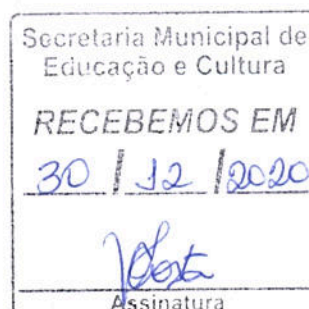 Secretaria Municipal de
Educação e Cultura
RECEBEMOS EM
30 / 12 / 2020
Assinatura